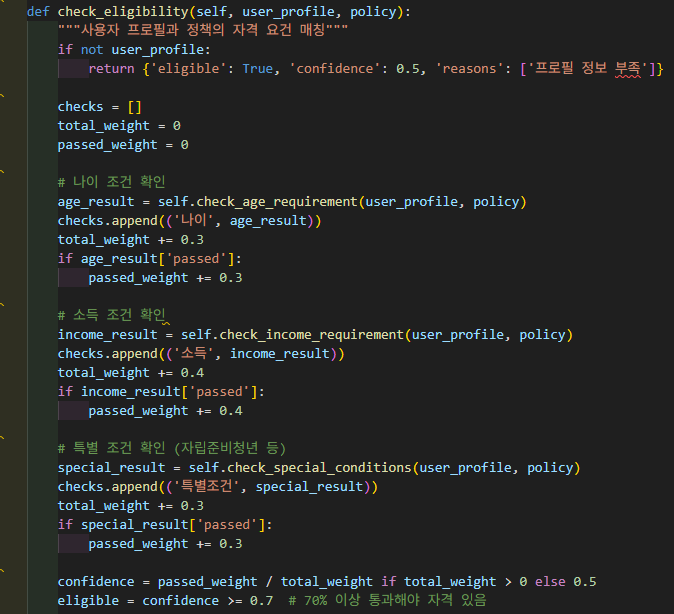 def check_eligibility(self, user_profile, policy):
    """사용자 프로필과 정책의 자격 요건 매칭"""
    if not user_profile:
        return {'eligible': True, 'confidence': 0.5, 'reasons': ['프로필 정보 부족']}

    checks = []
    total_weight = 0
    passed_weight = 0

    # 나이 조건 확인
    age_result = self.check_age_requirement(user_profile, policy)
    checks.append(('나이', age_result))
    total_weight += 0.3
    if age_result['passed']:
        passed_weight += 0.3

    # 소득 조건 확인
    income_result = self.check_income_requirement(user_profile, policy)
    checks.append(('소득', income_result))
    total_weight += 0.4
    if income_result['passed']:
        passed_weight += 0.4

    # 특별 조건 확인 (자립준비청년 등)
    special_result = self.check_special_conditions(user_profile, policy)
    checks.append(('특별조건', special_result))
    total_weight += 0.3
    if special_result['passed']:
        passed_weight += 0.3

    confidence = passed_weight / total_weight if total_weight > 0 else 0.5
    eligible = confidence >= 0.7  # 70% 이상 통과해야 자격 있음